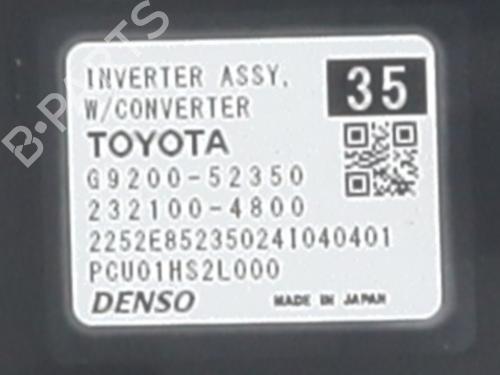 INVERTER ASSY.
W/CONVERTER
35
TOYOTA
G9200-52350
232100-4800
2252E852350241040401
PCU01HS2L000
DENSO
MADE IN JAPAN
B-PARTS